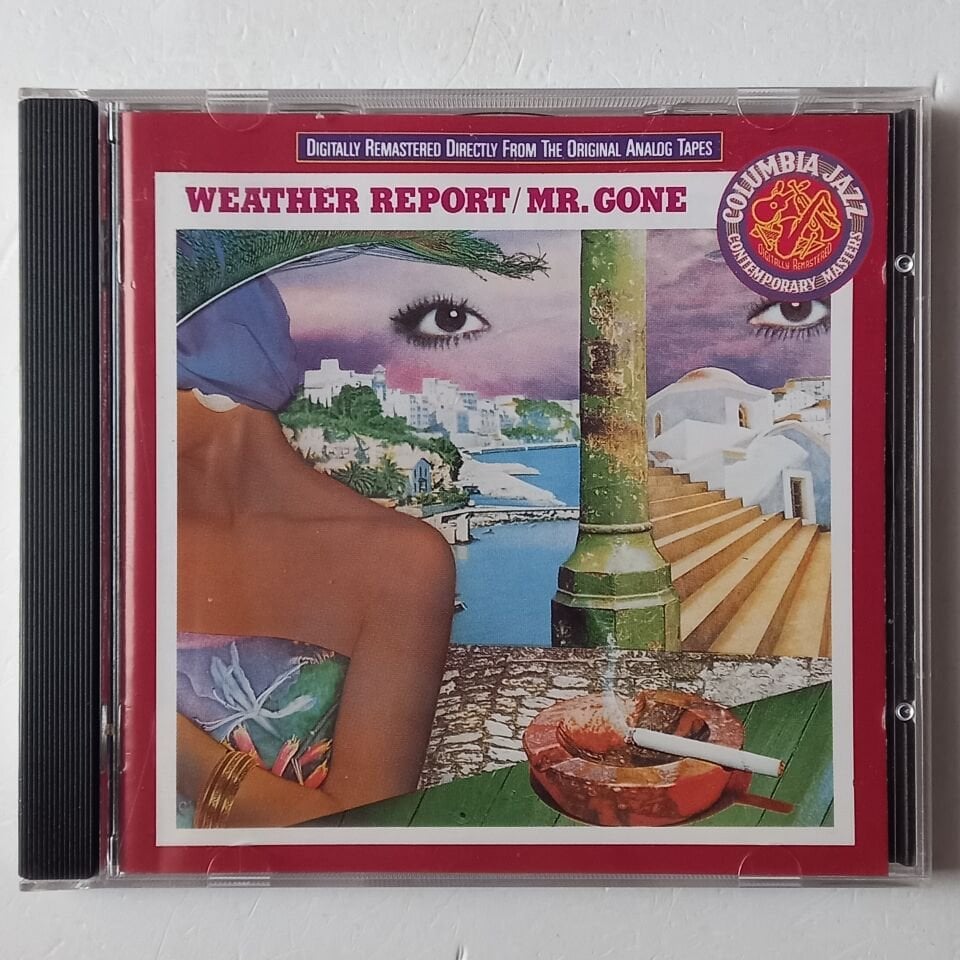 DIGITALLY REMASTERED DIRECTLY FROM THE ORIGINAL ANALOG TAPES
WEATHER REPORT/MR. GONE
COLUMBIA JAZZ
DIGITALLY REMASTERED
CONTEMPORARY MASTERS